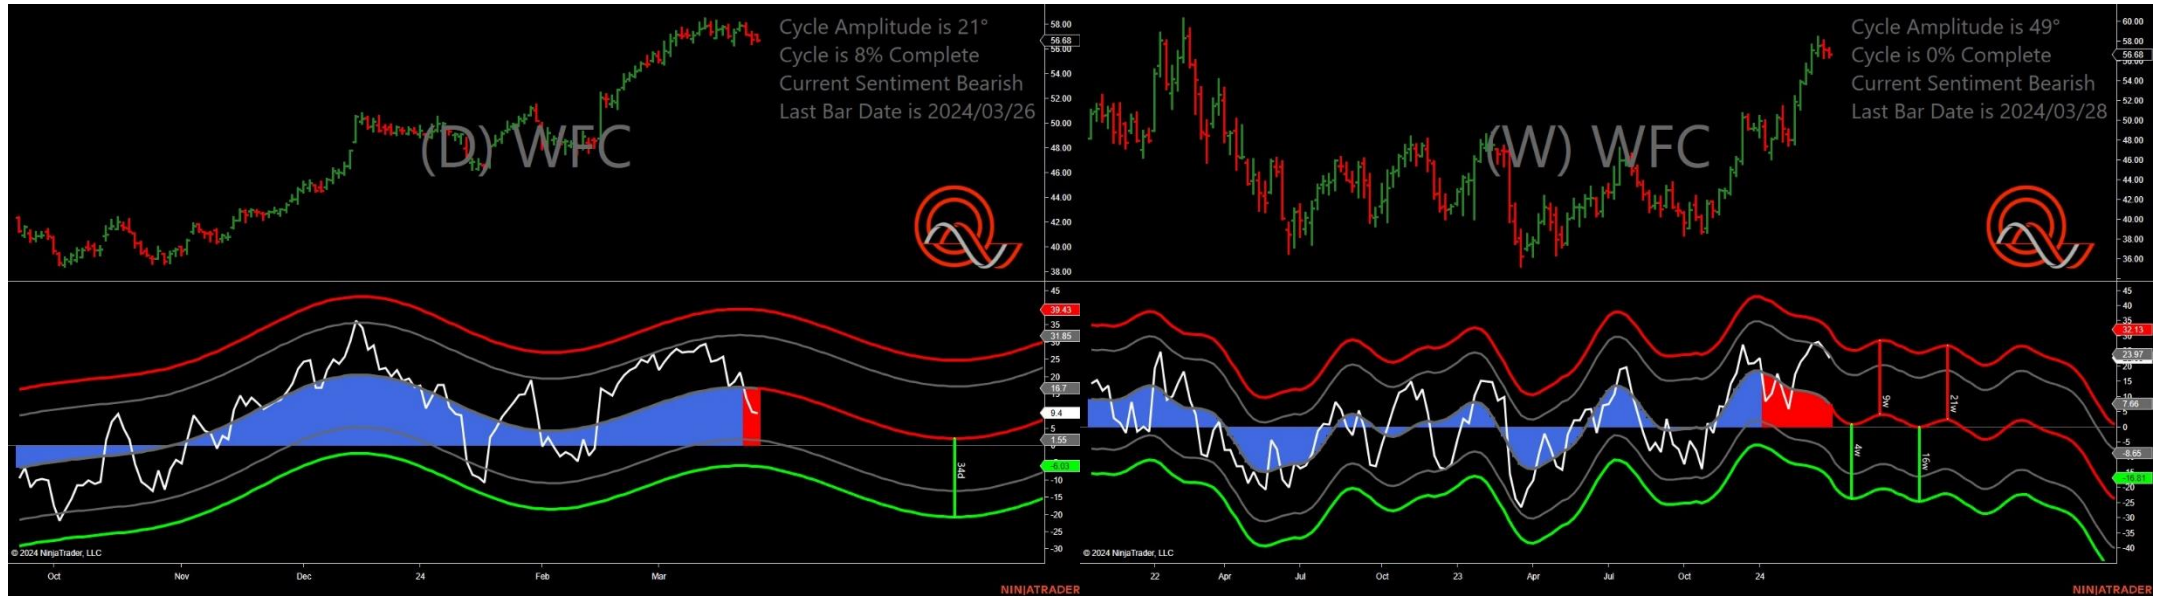 Cycle Amplitude is 21°
Cycle is 8% Complete
Current Sentiment Bearish
Last Bar Date is 2024/03/26
(D) WFC
58.00
56.68
56.00
54.00
52.00
50.00
48.00
46.00
44.00
42.00
40.00
38.00
45
39.43
35
31.85
30
25
20
16.7
15
9.4
5
1.55
-6.03
-10
-15
-20
-25
-30
34d
© 2024 NinjaTrader, LLC
Oct
Nov
Dec
24
Feb
Mar
NINJATRADER
Cycle Amplitude is 49°
Cycle is 0% Complete
Current Sentiment Bearish
Last Bar Date is 2024/03/28
(W) WFC
60.00
58.00
56.68
54.00
52.00
50.00
48.00
46.00
44.00
42.00
40.00
38.00
36.00
45
40
35
32.13
23.97
20
15
10
7.66
5
0
-5
-8.65
-16.81
-20
-25
-30
-35
-40
4w
9w
16w
21w
© 2024 NinjaTrader, LLC
22
Apr
Jul
Oct
23
Apr
Jul
Oct
24
NINJATRADER